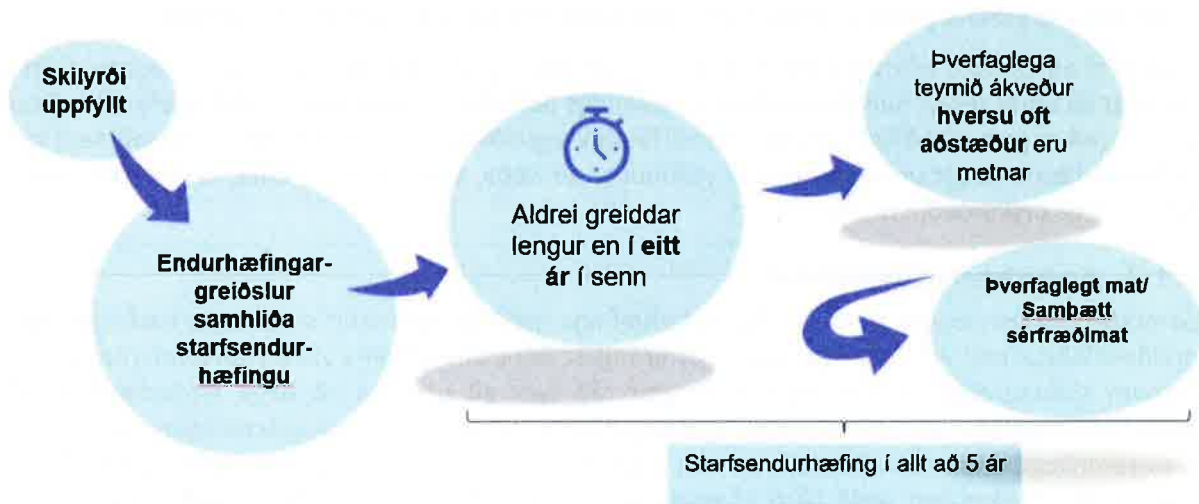 Skilyrði
uppfyllt
Endurhæfingar-
greiðslur
samhliða
starfsendur-
hæfingu
Aldrei greiddar
lengur en í eitt
ár í senn
Þverfaglega
teymið ákveður
hversu oft
aðstæður eru
metnar
Þverfaglegt mat/
Samþætt
sérfræðimat
Starfsendurhæfing í allt að 5 ár